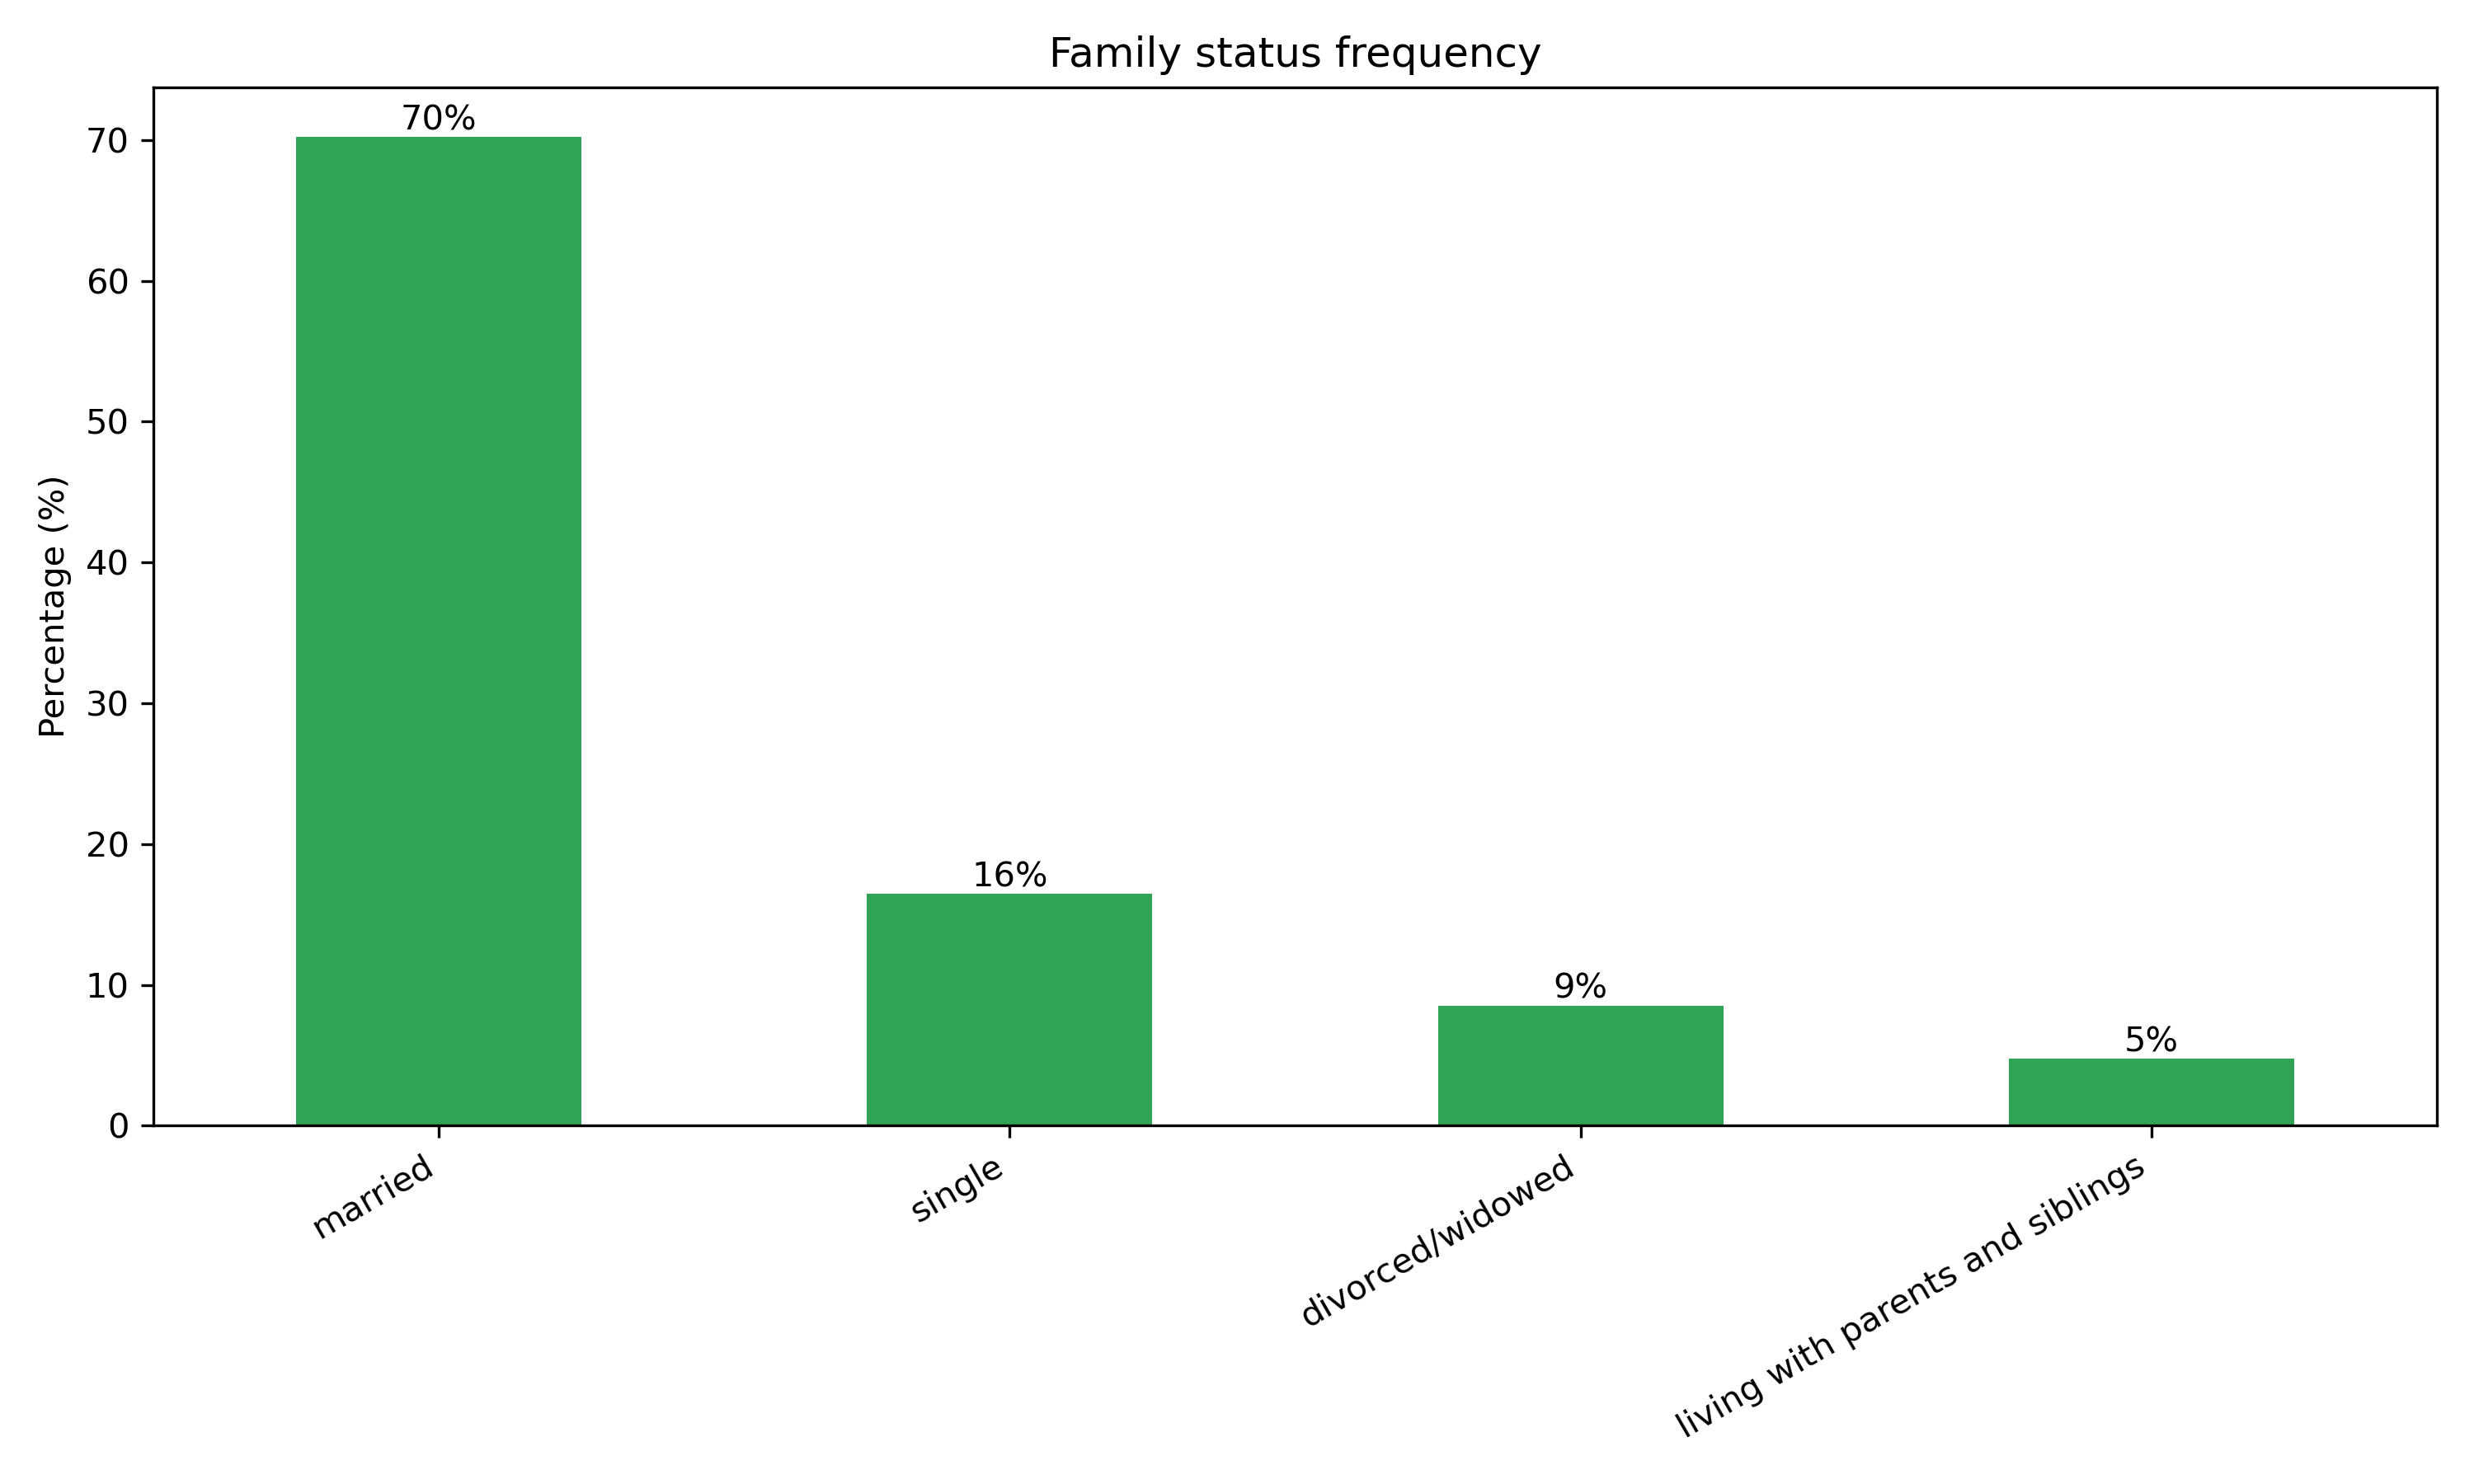 Family status frequency
Percentage (%)
70
60
50
40
30
20
10
0
70%
16%
9%
5%
married
single
divorced/widowed
living with parents and siblings